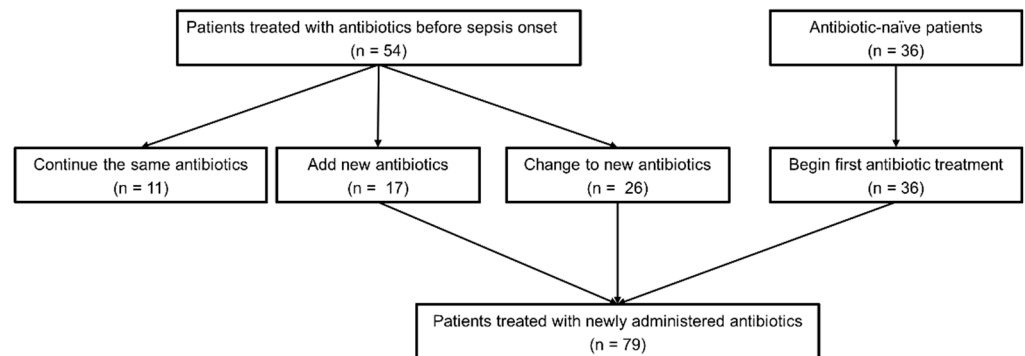 Patients treated with antibiotics before sepsis onset
(n = 54)
Antibiotic-naïve patients
(n = 36)
Continue the same antibiotics
(n = 11)
Add new antibiotics
(n = 17)
Change to new antibiotics
(n = 26)
Begin first antibiotic treatment
(n = 36)
Patients treated with newly administered antibiotics
(n = 79)